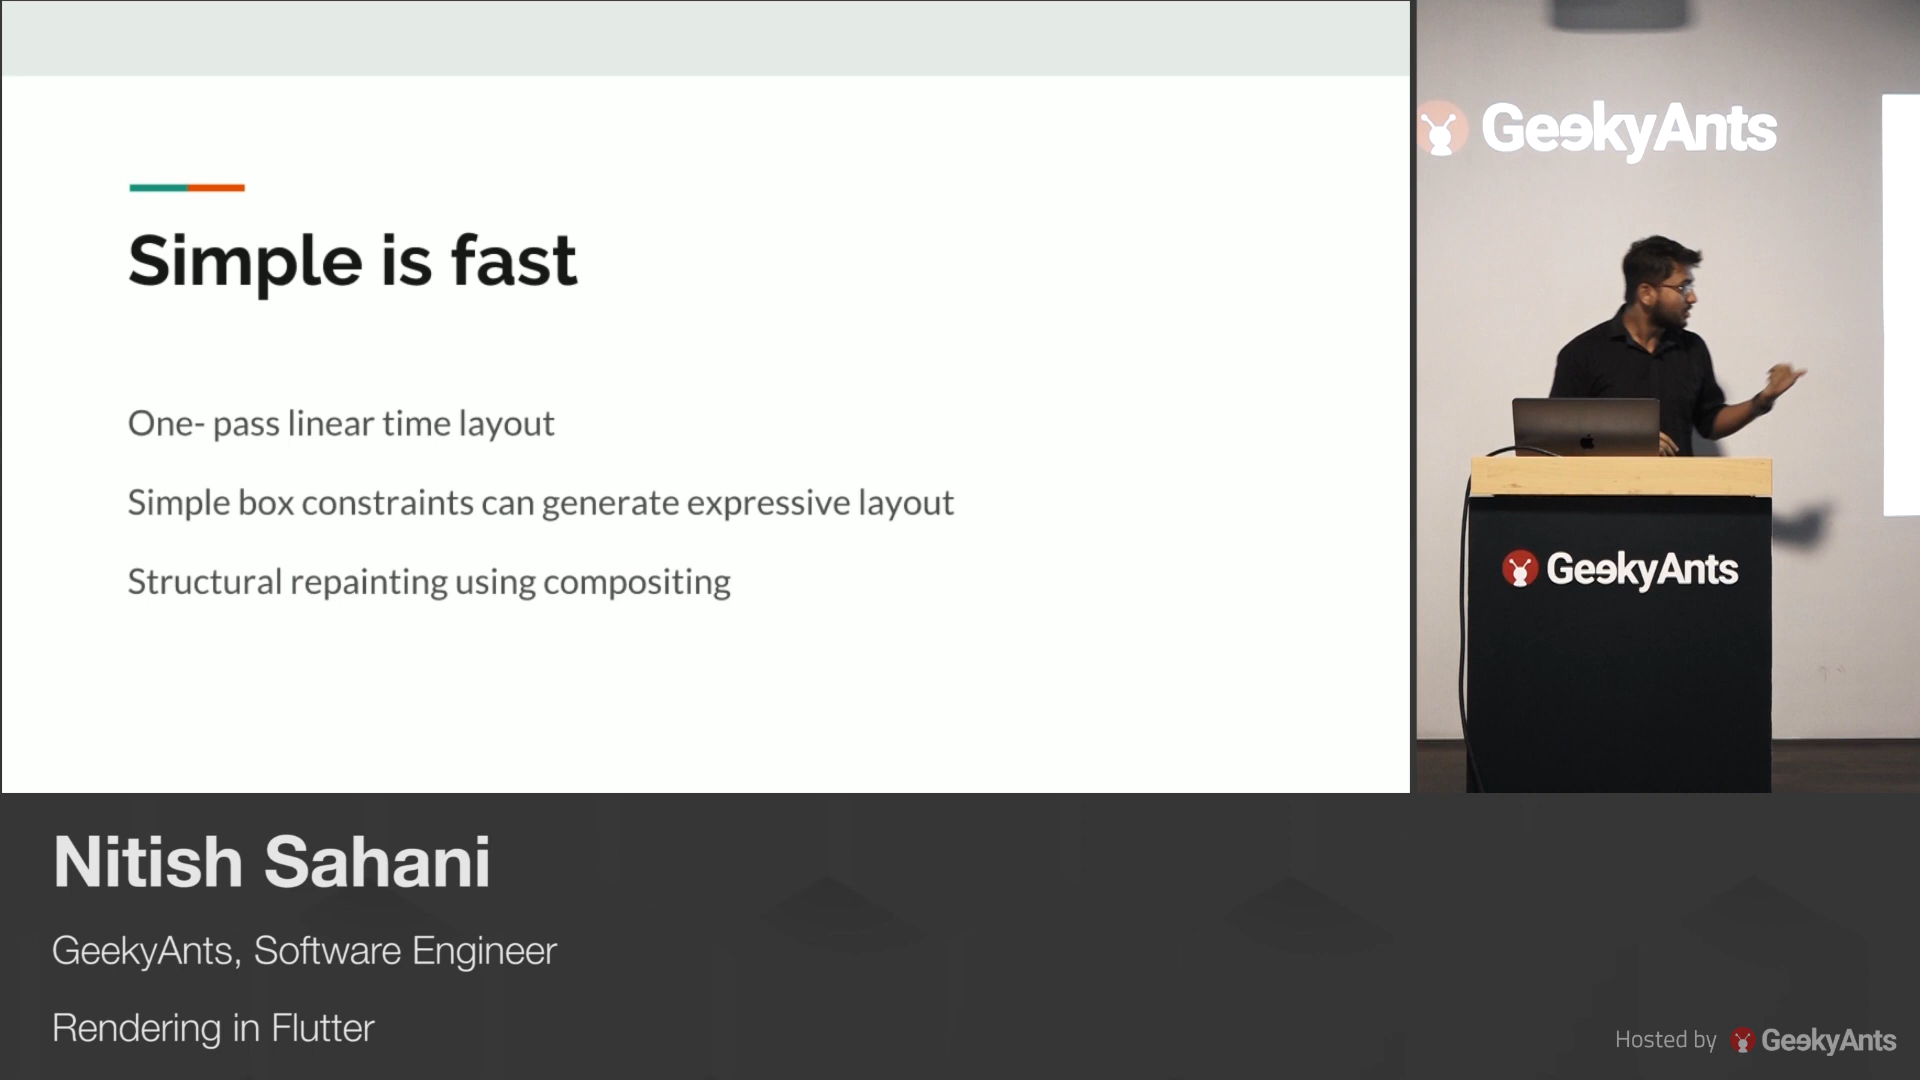 Simple is fast
One- pass linear time layout
Simple box constraints can generate expressive layout
Structural repainting using compositing
GeekyAnts
GeekyAnts
Nitish Sahani
GeekyAnts, Software Engineer
Rendering in Flutter
Hosted by GeekyAnts